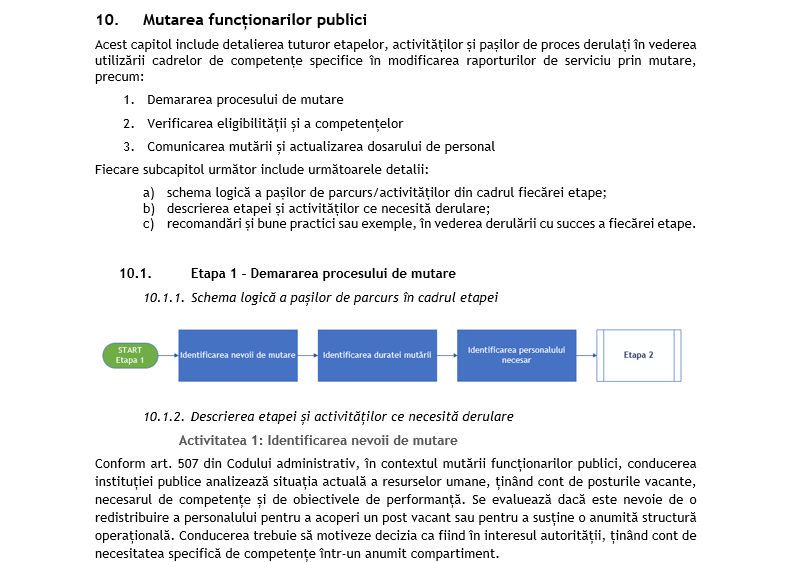 10. Mutarea funcționarilor publici
Acest capitol include detalierea tuturor etapelor, activităților și pașilor de proces derulați în vederea
utilizării cadrelor de competențe specifice în modificarea raporturilor de serviciu prin mutare,
precum:
1. Demararea procesului de mutare
2. Verificarea eligibilității și a competențelor
3. Comunicarea mutării și actualizarea dosarului de personal
Fiecare subcapitol următor include următoarele detalii:
a) schema logică a pașilor de parcurs/activităților din cadrul fiecărei etape;
b) descrierea etapei și activităților ce necesită derulare;
c) recomandări și bune practici sau exemple, în vederea derulării cu succes a fiecărei etape.
10.1. Etapa 1 – Demararea procesului de mutare
10.1.1. Schema logică a pașilor de parcurs în cadrul etapei
START
Etapa 1
Identificarea nevoii de mutare
Identificarea duratei mutării
Identificarea personalului
necesar
Etapa 2
10.1.2. Descrierea etapei și activităților ce necesită derulare
Activitatea 1: Identificarea nevoii de mutare
Conform art. 507 din Codului administrativ, în contextul mutării funcționarilor publici, conducerea
instituției publice analizează situația actuală a resurselor umane, ținând cont de posturile vacante,
necesarul de competențe și de obiectivele de performanță. Se evaluează dacă este nevoie de o
redistribuire a personalului pentru a acoperi un post vacant sau pentru a susține o anumită structură
operațională. Conducerea trebuie să motiveze decizia ca fiind în interesul autorității, ținând cont de
necesitatea specifică de competențe într-un anumit compartiment.